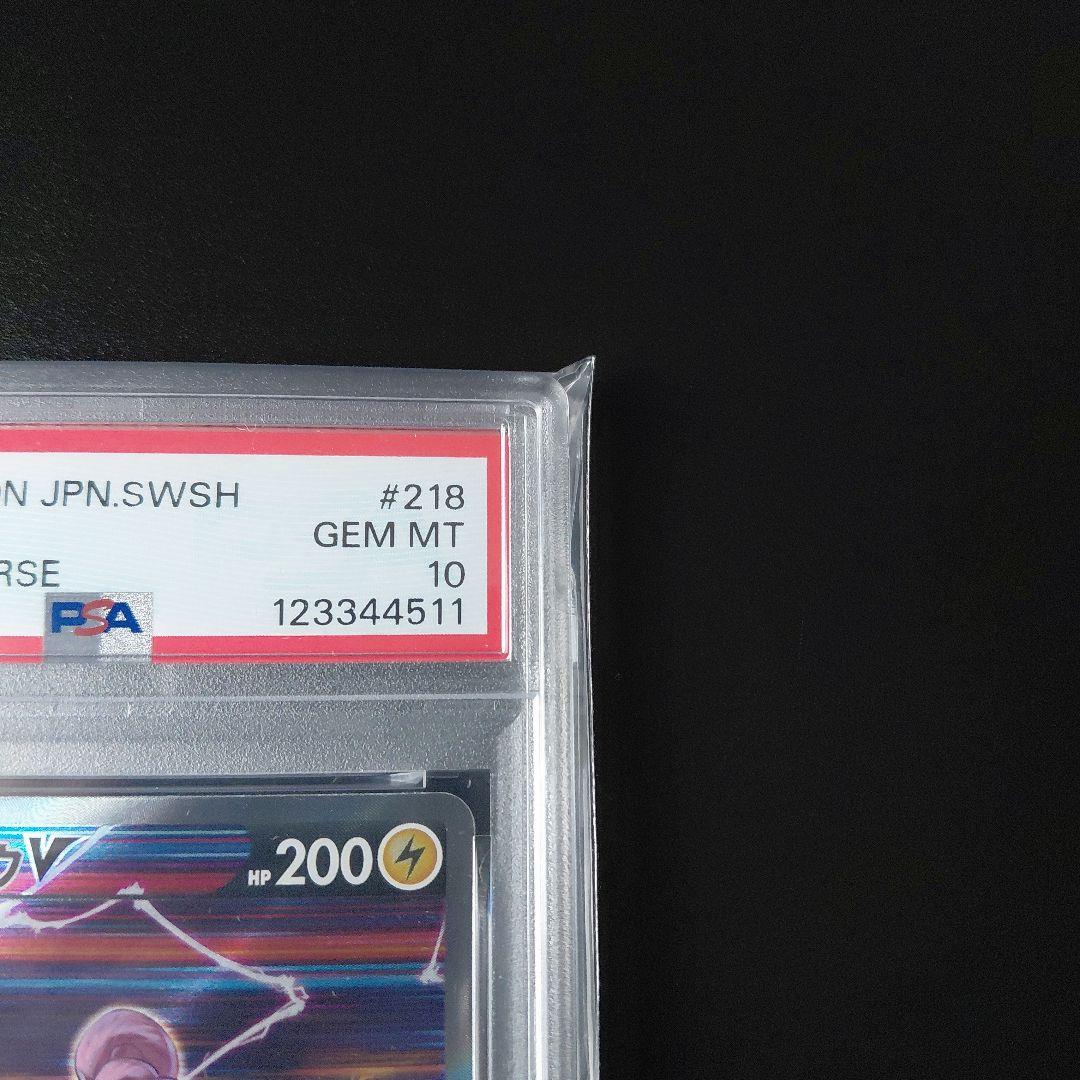 ON JPN.SWSH #218
GEM MT
RSE 10
PSA 123344511
V HP 200